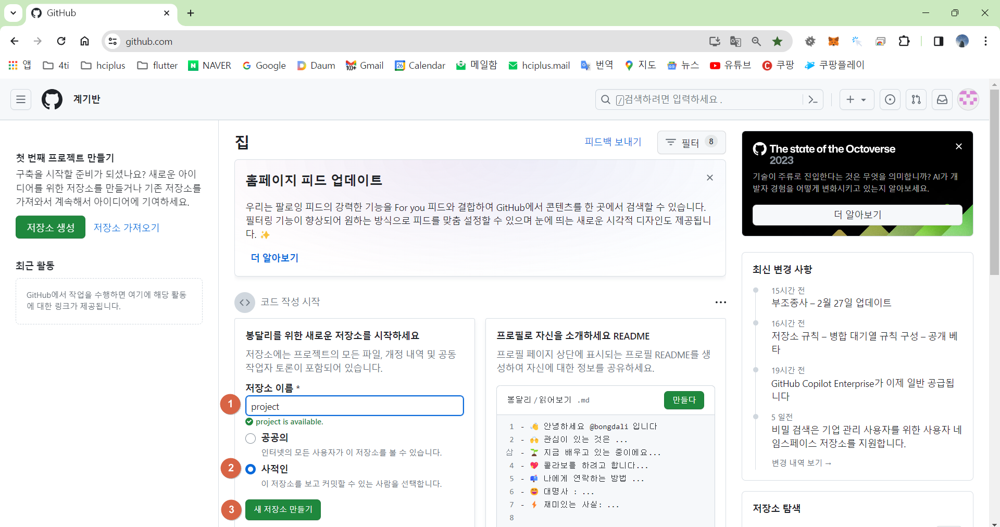 GitHub
github.com
앱
4ti
hciplus
flutter
NAVER
Google
Daum
100+
Gmail
26
Calendar
메일함
hciplus.mail
번역
지도
뉴스
유튜브
쿠팡
쿠팡플레이
계기반
/검색하려면 입력하세요 .
첫 번째 프로젝트 만들기
구축을 시작할 준비가 되셨나요? 새로운 아이
디어를 위한 저장소를 만들거나 기존 저장소를
가져와서 계속해서 아이디어에 기여하세요.
저장소 생성
저장소 가져오기
최근 활동
GitHub에서 작업을 수행하면 여기에 해당 활동
에 대한 링크가 제공됩니다.
집
피드백 보내기
필터 8
홈페이지 피드 업데이트
우리는 팔로잉 피드의 강력한 기능을 For you 피드와 결합하여 GitHub에서 콘텐츠를 한 곳에서 검색할 수 있습니다.
필터링 기능이 향상되어 원하는 방식으로 피드를 맞춤 설정할 수 있으며 눈에 띄는 새로운 시각적 디자인도 제공됩니
다. ✨
더 알아보기
코드 작성 시작
봉달리를 위한 새로운 저장소를 시작하세요
저장소에는 프로젝트의 모든 파일, 개정 내역 및 공동
작업자 토론이 포함되어 있습니다.
저장소 이름 *
1
project
project is available.
공공의
인터넷의 모든 사용자가 이 저장소를 볼 수 있습니다.
2
사적인
이 저장소를 보고 커밋할 수 있는 사람을 선택합니다.
3
새 저장소 만들기
프로필로 자신을 소개하세요 README
프로필 페이지 상단에 표시되는 프로필 README를 생
성하여 자신에 대한 정보를 공유하세요.
봉달리 / 읽어보기 .md
만들다
1 - 👋 안녕하세요 @bongdali 입니다
2 - 🙌 관심이 있는 것은 ...
삼 - 🌱 지금 배우고 있는 중이에요...
4 - 💖 콜라보를 하려고 합니다...
5 - 📫 나에게 연락하는 방법 ...
6 - 😄 대명사 : ...
7 - ⚡ 재미있는 사실: ...
8
The state of the Octoverse
2023
기술이 주류로 진입한다는 것은 무엇을 의미합니까? AI가 개
발자 경험을 어떻게 변화시키고 있는지 알아보세요.
더 알아보기
최신 변경 사항
15시간 전
부조종사 – 2월 27일 업데이트
16시간 전
저장소 규칙 – 병합 대기열 규칙 구성 – 공개 베
타
19시간 전
GitHub Copilot Enterprise가 이제 일반 공급됩
니다
5 일전
비밀 검색은 기업 관리 사용자를 위한 사용자 네
임스페이스 저장소를 지원합니다.
변경 내역 보기 →
저장소 탐색